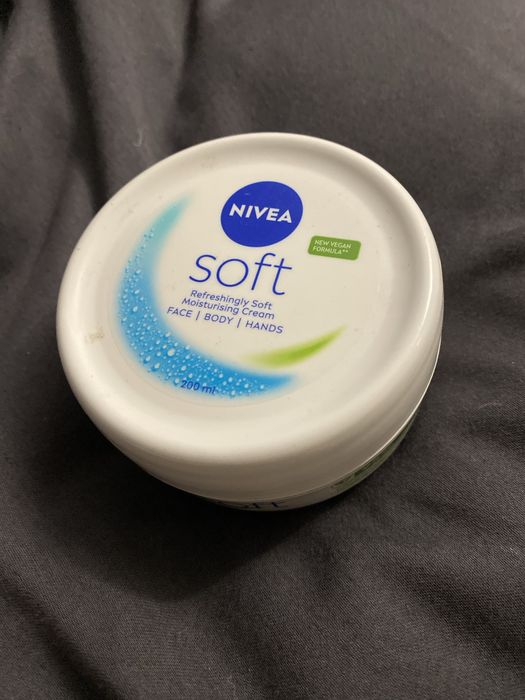 NIVEA
NEW VEGAN
FORMULA**
soft
Refreshingly Soft
Moisturising Cream
FACE | BODY | HANDS
200 ml